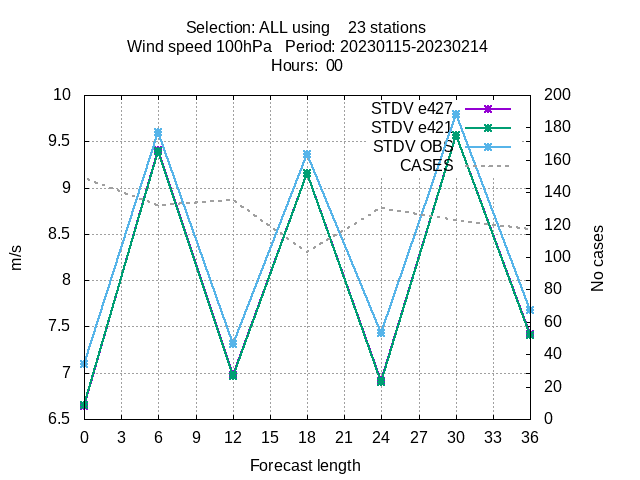 Selection: ALL using    23 stations
Wind speed 100hPa   Period: 20230115-20230214
Hours:  00
STDV e427
STDV e421
STDV OBS
CASES
10
9.5
9
8.5
8
7.5
7
6.5
m/s
200
180
160
140
120
100
80
60
40
20
0
No cases
0 3 6 9 12 15 18 21 24 27 30 33 36
Forecast length